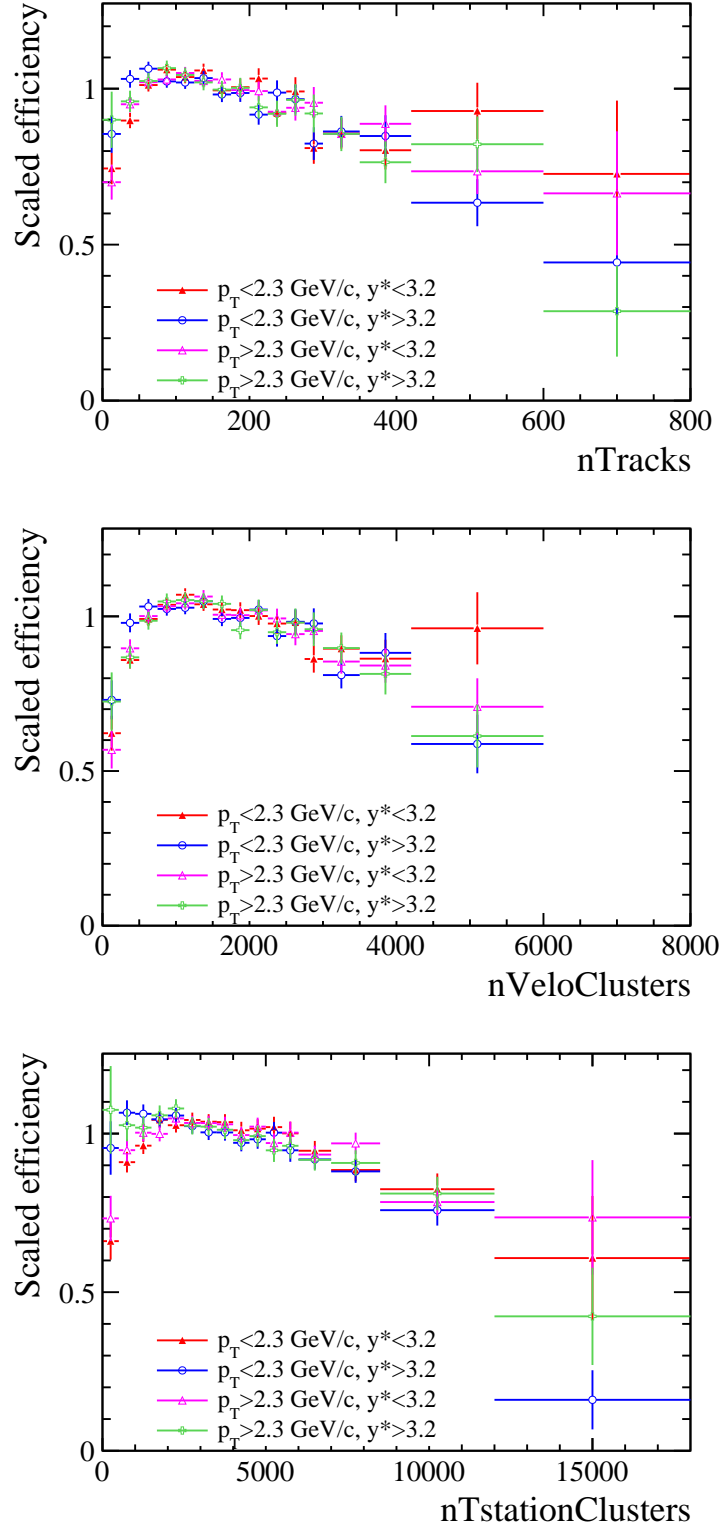 Scaled efficiency
1
0.5
0
p_T<2.3 GeV/c, y*<3.2
p_T<2.3 GeV/c, y*>3.2
p_T>2.3 GeV/c, y*<3.2
p_T>2.3 GeV/c, y*>3.2
0 200 400 600 800
nTracks
Scaled efficiency
1
0.5
0
p_T<2.3 GeV/c, y*<3.2
p_T<2.3 GeV/c, y*>3.2
p_T>2.3 GeV/c, y*<3.2
p_T>2.3 GeV/c, y*>3.2
0 2000 4000 6000 8000
nVeloClusters
Scaled efficiency
1
0.5
0
p_T<2.3 GeV/c, y*<3.2
p_T<2.3 GeV/c, y*>3.2
p_T>2.3 GeV/c, y*<3.2
p_T>2.3 GeV/c, y*>3.2
0 5000 10000 15000
nTstationClusters